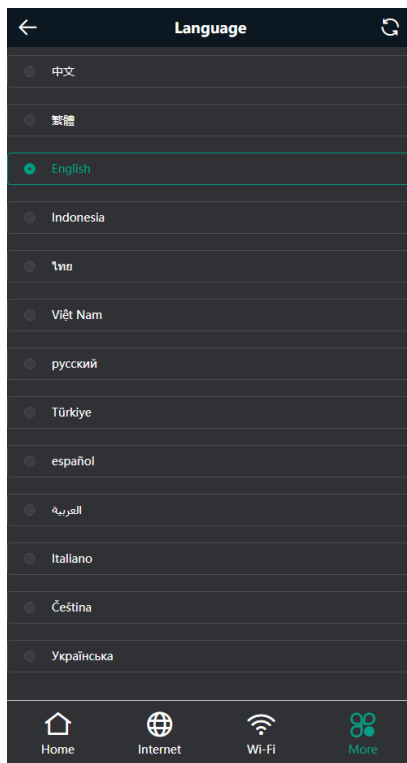 Language
中文
繁體
English
Indonesia
ไทย
Việt Nam
русский
Türkiye
español
العربية
Italiano
Čeština
Українська
Home Internet Wi-Fi More